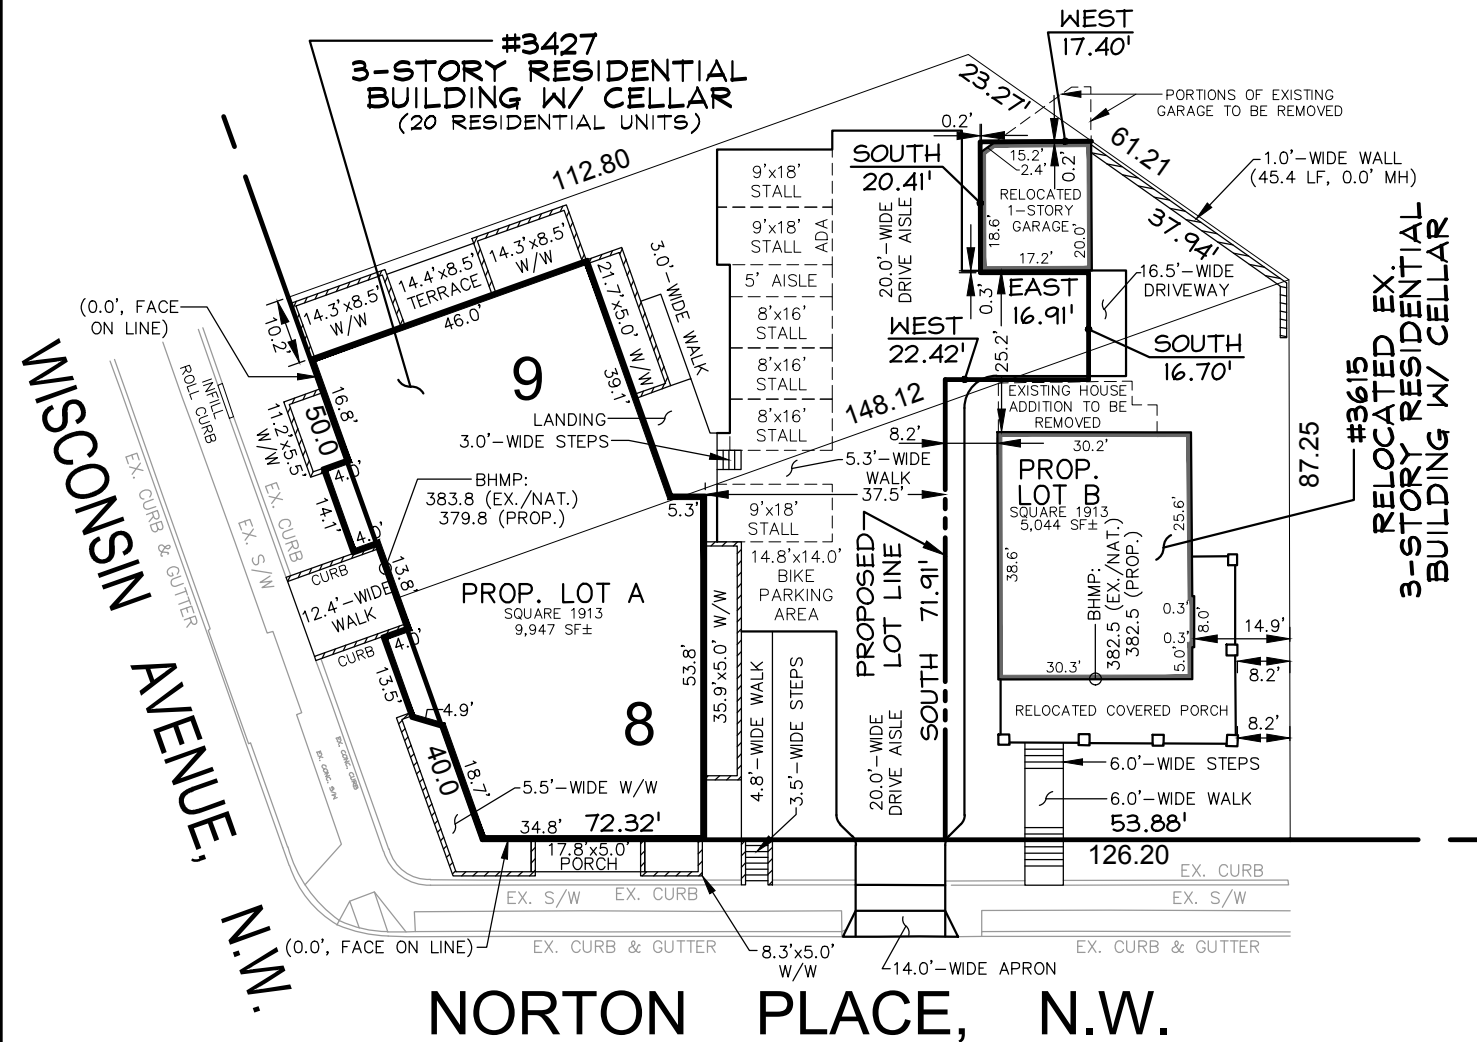 WEST
17.40'
#3427
3-STORY RESIDENTIAL
BUILDING W/ CELLAR
(20 RESIDENTIAL UNITS)
23.27'
PORTIONS OF EXISTING
GARAGE TO BE REMOVED
0.2'
61.21
112.80
SOUTH
20.41'
15.2'
2.4'
0.2'
1.0'-WIDE WALL
(45.4 LF, 0.0' MH)
9'x18'
STALL
RELOCATED
1-STORY
GARAGE
18.6'
20.0'
17.2'
37.94'
9'x18'
STALL
ADA
20.0'-WIDE
DRIVE AISLE
14.3'x8.5'
W/W
14.4'x8.5'
TERRACE
14.3'x8.5'
W/W
3.0'-WIDE WALK
21.7'x5.0' W/W
5' AISLE
0.3'
EAST
16.91'
16.5'-WIDE
DRIVEWAY
#3615
RELOCATED EX.
3-STORY RESIDENTIAL
BUILDING W/ CELLAR
(0.0', FACE
ON LINE)
10.2'
46.0'
8'x16'
STALL
WEST
22.42'
25.2'
SOUTH
16.70'
INFILL
ROLL CURB
16.8'
9
39.1'
8'x16'
STALL
148.12
EXISTING HOUSE
ADDITION TO BE
REMOVED
50.0
11.2'x5.5'
W/W
LANDING
3.0'-WIDE STEPS
8'x16'
STALL
8.2'
30.2'
87.25
4.0'
BHMP:
383.8 (EX./NAT.)
379.8 (PROP.)
5.3'-WIDE
WALK
37.5'
PROP.
LOT B
SQUARE 1913
5,044 SF±
25.6'
WISCONSIN AVENUE, N.W.
EX. CURB & GUTTER
EX. S/W
EX. CURB
14.1'
4.0'
5.3'
9'x18'
STALL
14.8'x14.0'
BIKE
PARKING
AREA
PROPOSED
LOT LINE
SOUTH 71.91'
38.6'
BHMP:
382.5 (EX./NAT.)
382.5 (PROP.)
CURB
12.4'-WIDE
WALK
CURB
13.8'
PROP. LOT A
SQUARE 1913
9,947 SF±
4.0'
53.8'
35.9'x5.0' W/W
0.3'
0.3'
8.0'
5.0'
14.9'
8.2'
30.3'
13.5'
4.9'
8
4.8'-WIDE WALK
3.5'-WIDE STEPS
20.0'-WIDE
DRIVE AISLE
RELOCATED COVERED PORCH
8.2'
40.0
18.7'
EX. CONC. S/W
EX. CONC. CURB
5.5'-WIDE W/W
6.0'-WIDE STEPS
6.0'-WIDE WALK
34.8'
72.32'
53.88'
17.8'x5.0'
PORCH
126.20
EX. CURB
EX. S/W
EX. CURB
EX. S/W
(0.0', FACE ON LINE)
EX. CURB & GUTTER
EX. CURB & GUTTER
8.3'x5.0'
W/W
14.0'-WIDE APRON
NORTON PLACE, N.W.